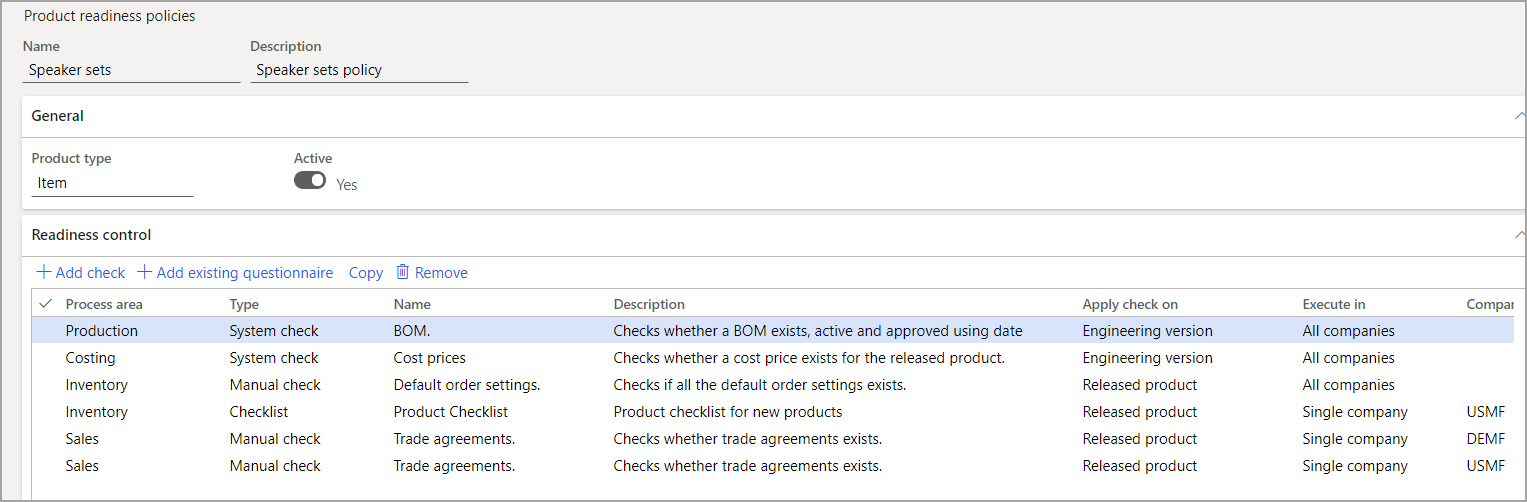 Product readiness policies
Name Description
Speaker sets Speaker sets policy
General
Product type Active
Item Yes
Readiness control
Add check Add existing questionnaire Copy Remove
Process area Type Name Description Apply check on Execute in Compar
Production System check BOM. Checks whether a BOM exists, active and approved using date Engineering version All companies
Costing System check Cost prices Checks whether a cost price exists for the released product. Engineering version All companies
Inventory Manual check Default order settings. Checks if all the default order settings exists. Released product All companies
Inventory Checklist Product Checklist Product checklist for new products Released product Single company USMF
Sales Manual check Trade agreements. Checks whether trade agreements exists. Released product Single company DEMF
Sales Manual check Trade agreements. Checks whether trade agreements exists. Released product Single company USMF